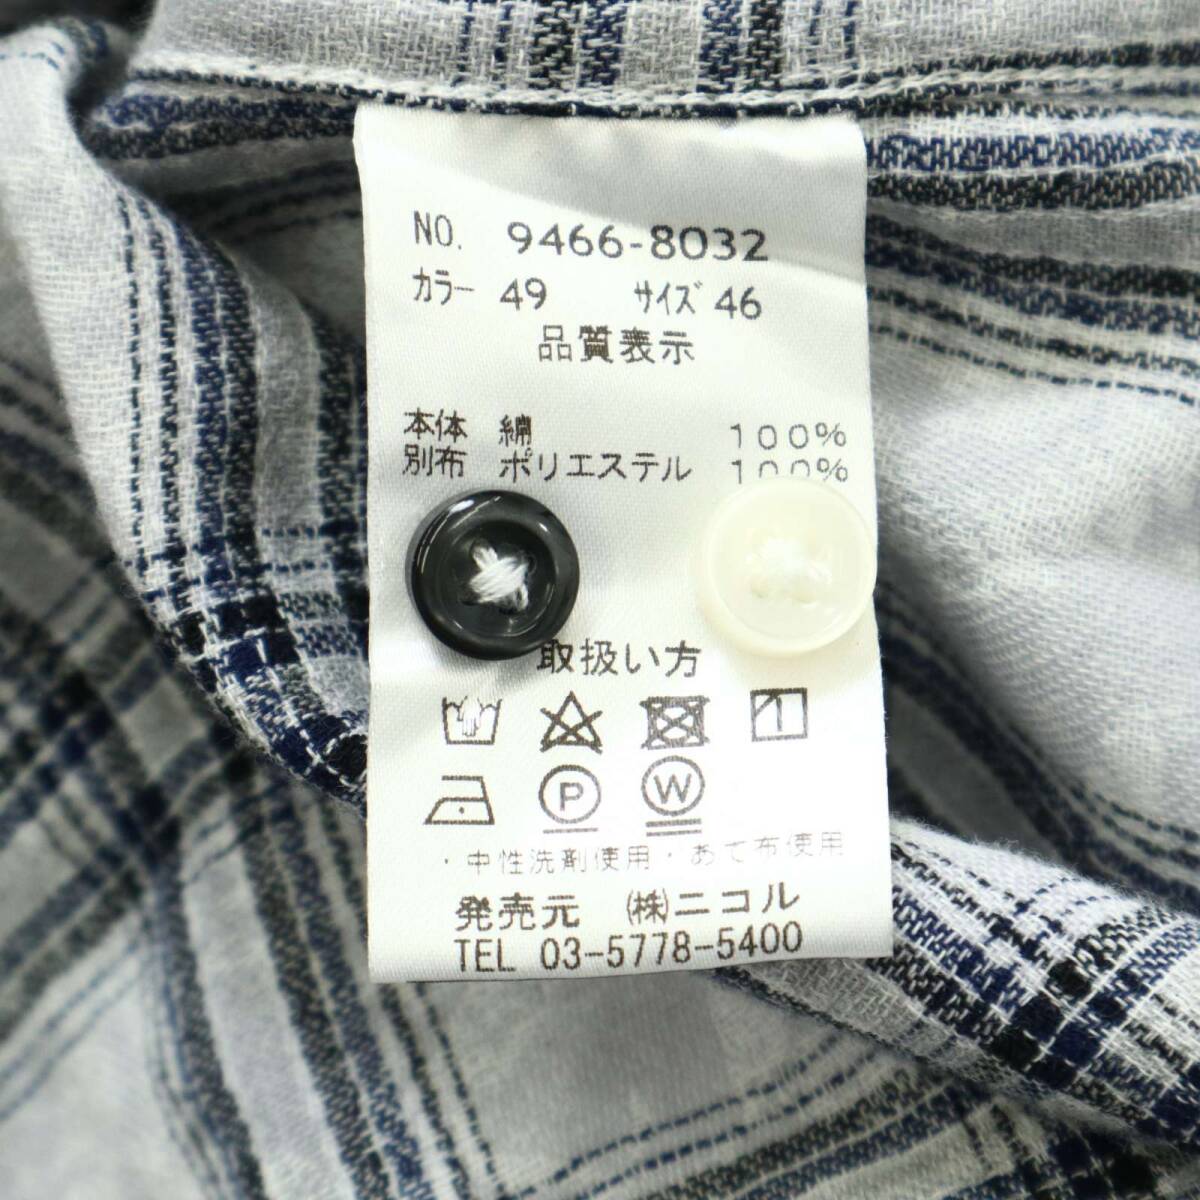 NO. 9466-8032
カラー 49 サイズ 46
品質表示
本体 綿 100%
別布 ポリエステル 100%
取扱い方
P W
・中性洗剤使用・あて布使用
発売元 (株)ニコル
TEL 03-5778-5400